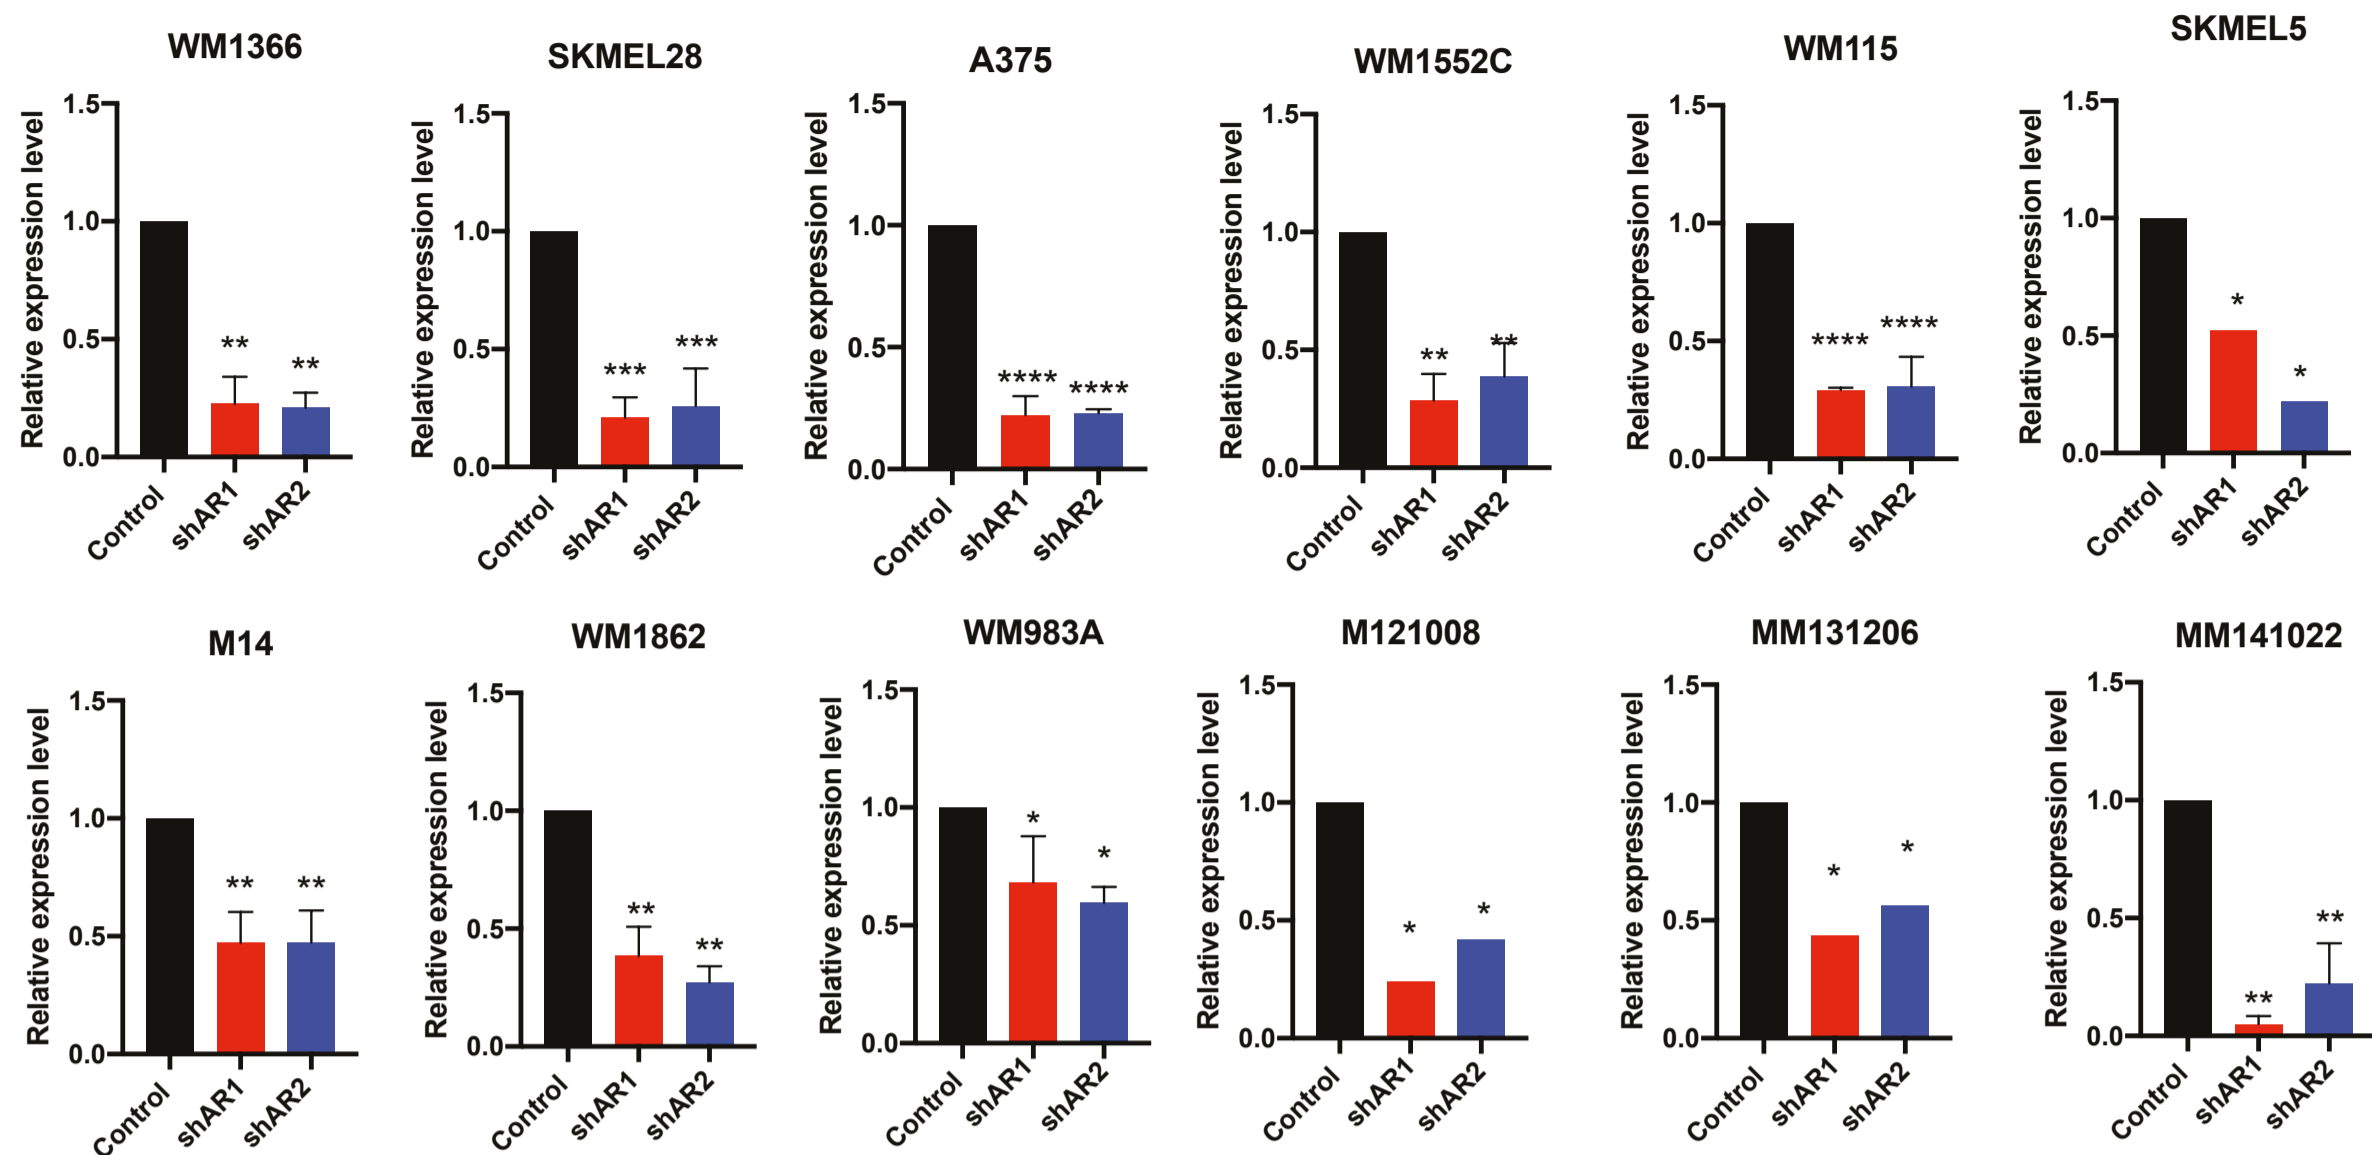 WM1366
Relative expression level
1.5
1.0
0.5
0.0
**
**
Control
shAR1
shAR2
SKMEL28
Relative expression level
1.5
1.0
0.5
0.0
***
***
Control
shAR1
shAR2
A375
Relative expression level
1.5
1.0
0.5
0.0
****
****
Control
shAR1
shAR2
WM1552C
Relative expression level
1.5
1.0
0.5
0.0
**
**
Control
shAR1
shAR2
WM115
Relative expression level
1.5
1.0
0.5
0.0
****
****
Control
shAR1
shAR2
SKMEL5
Relative expression level
1.5
1.0
0.5
0.0
*
*
Control
shAR1
shAR2
M14
Relative expression level
1.5
1.0
0.5
0.0
**
**
Control
shAR1
shAR2
WM1862
Relative expression level
1.5
1.0
0.5
0.0
**
**
Control
shAR1
shAR2
WM983A
Relative expression level
1.5
1.0
0.5
0.0
*
*
Control
shAR1
shAR2
M121008
Relative expression level
1.5
1.0
0.5
0.0
*
*
Control
shAR1
shAR2
MM131206
Relative expression level
1.5
1.0
0.5
0.0
*
*
Control
shAR1
shAR2
MM141022
Relative expression level
1.5
1.0
0.5
0.0
**
**
Control
shAR1
shAR2